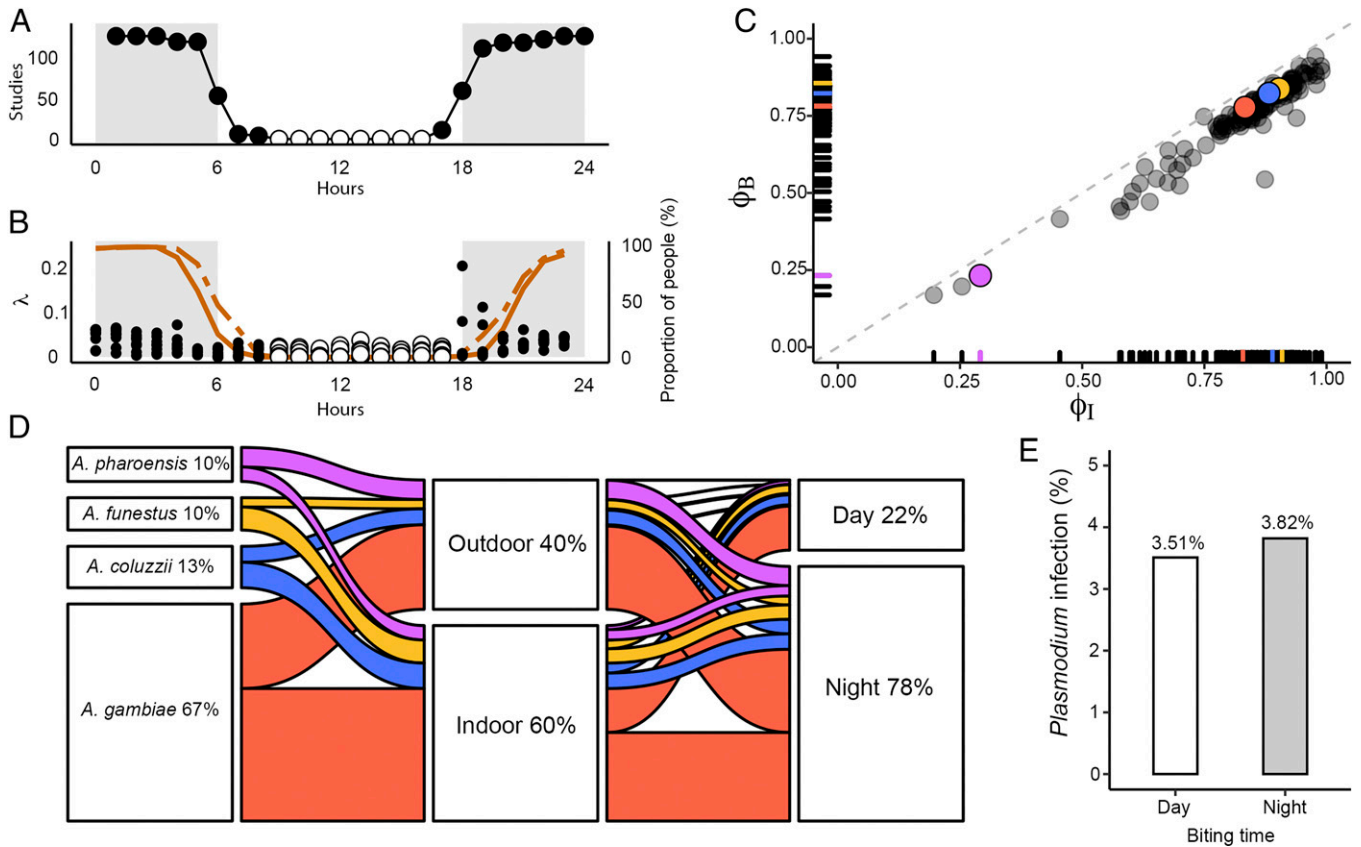 A
Studies
100
50
0
0
6
12
18
24
Hours
B
λ
0.2
0.1
0
Proportion of people (%)
100
50
0
0
6
12
18
24
Hours
C
ϕB
1.00
0.75
0.50
0.25
0.00
0.00
0.25
0.50
0.75
1.00
ϕI
D
A. pharoensis 10%
A. funestus 10%
A. coluzzii 13%
A. gambiae 67%
Outdoor 40%
Indoor 60%
Day 22%
Night 78%
E
Plasmodium infection (%)
5
4
3
2
1
0
3.51%
3.82%
Day
Night
Biting time